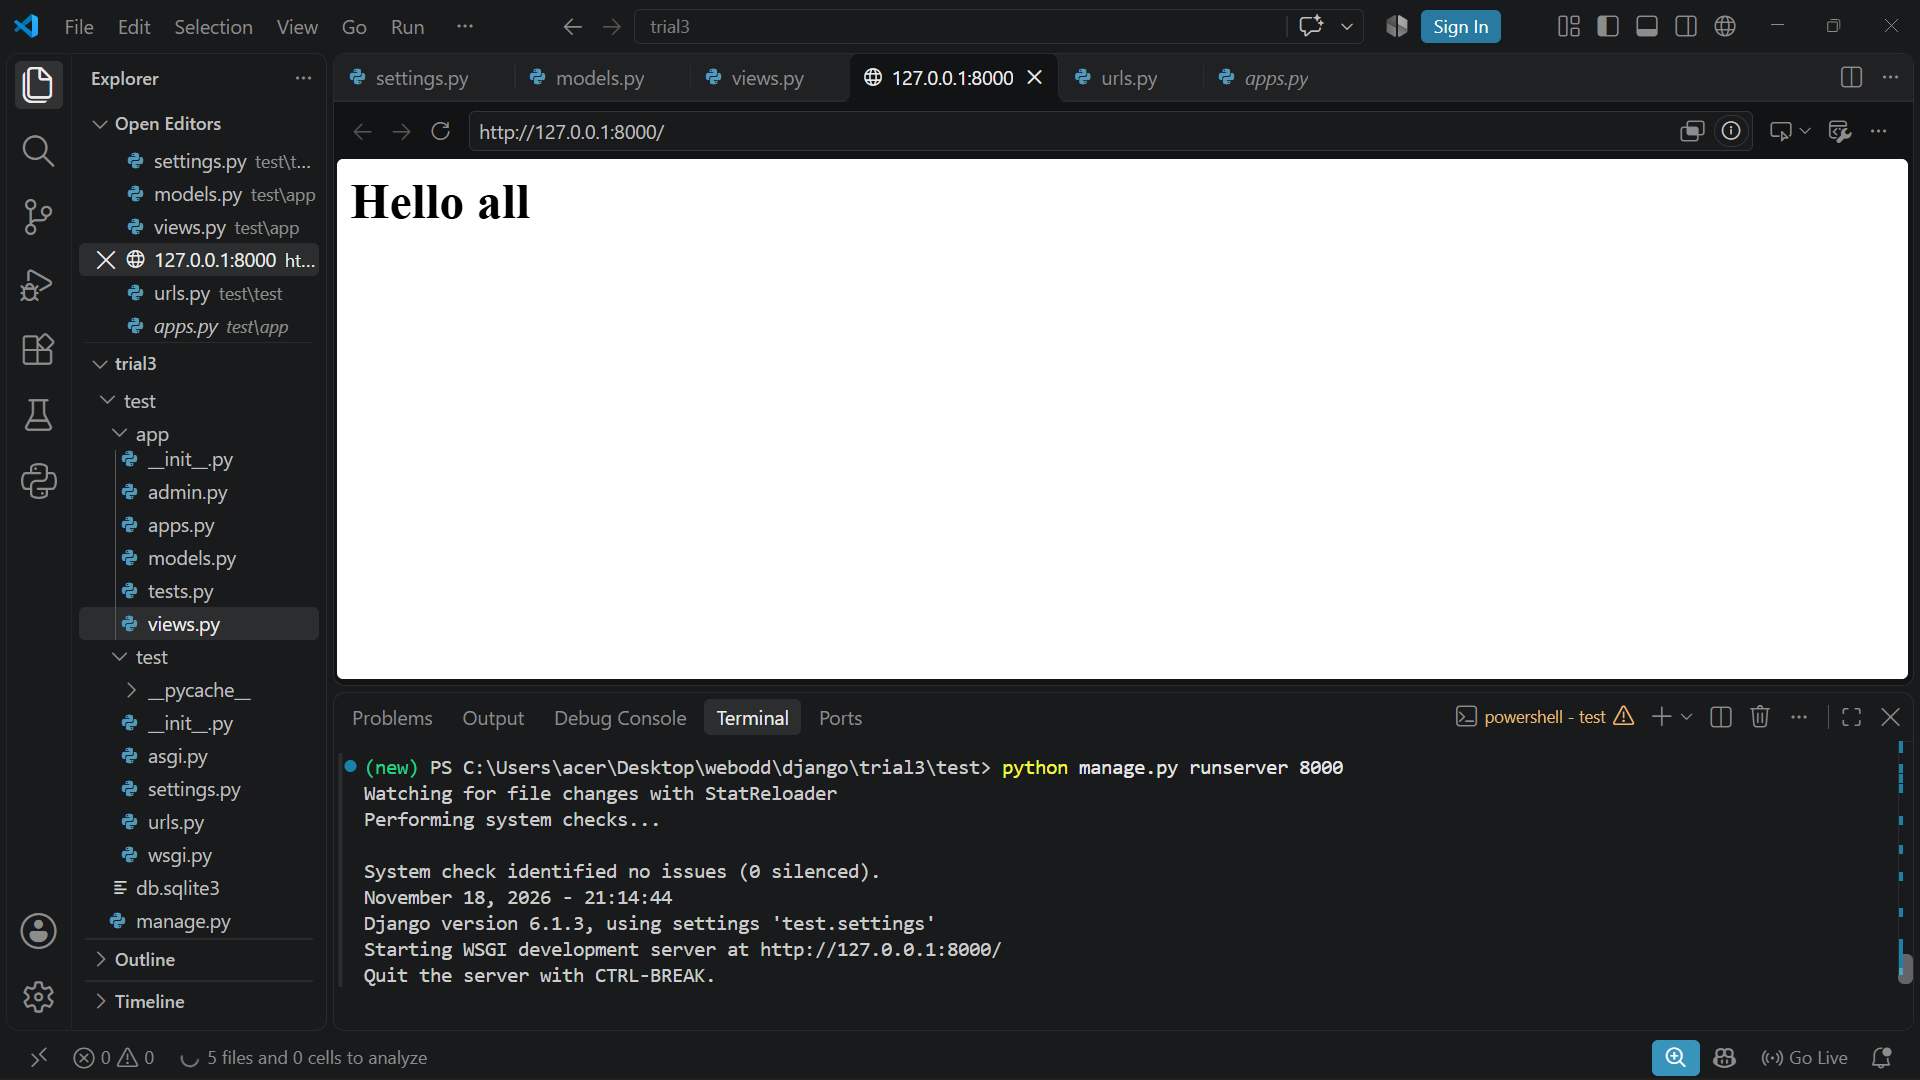 File Edit Selection View Go Run ··· trial3 Sign In
Explorer ···
Open Editors
settings.py test\t...
models.py test\app
views.py test\app
127.0.0.1:8000 ht...
urls.py test\test
apps.py test\app
trial3
test
app
__init__.py
admin.py
apps.py
models.py
tests.py
views.py
test
__pycache__
__init__.py
asgi.py
settings.py
urls.py
wsgi.py
db.sqlite3
manage.py
Outline
Timeline
settings.py models.py views.py 127.0.0.1:8000 urls.py apps.py
http://127.0.0.1:8000/
Hello all
Problems Output Debug Console Terminal Ports powershell - test
(new) PS C:\Users\acer\Desktop\webodd\django\trial3\test> python manage.py runserver 8000
Watching for file changes with StatReloader
Performing system checks...
System check identified no issues (0 silenced).
November 18, 2026 - 21:14:44
Django version 6.1.3, using settings 'test.settings'
Starting WSGI development server at http://127.0.0.1:8000/
Quit the server with CTRL-BREAK.
0 0 5 files and 0 cells to analyze Go Live